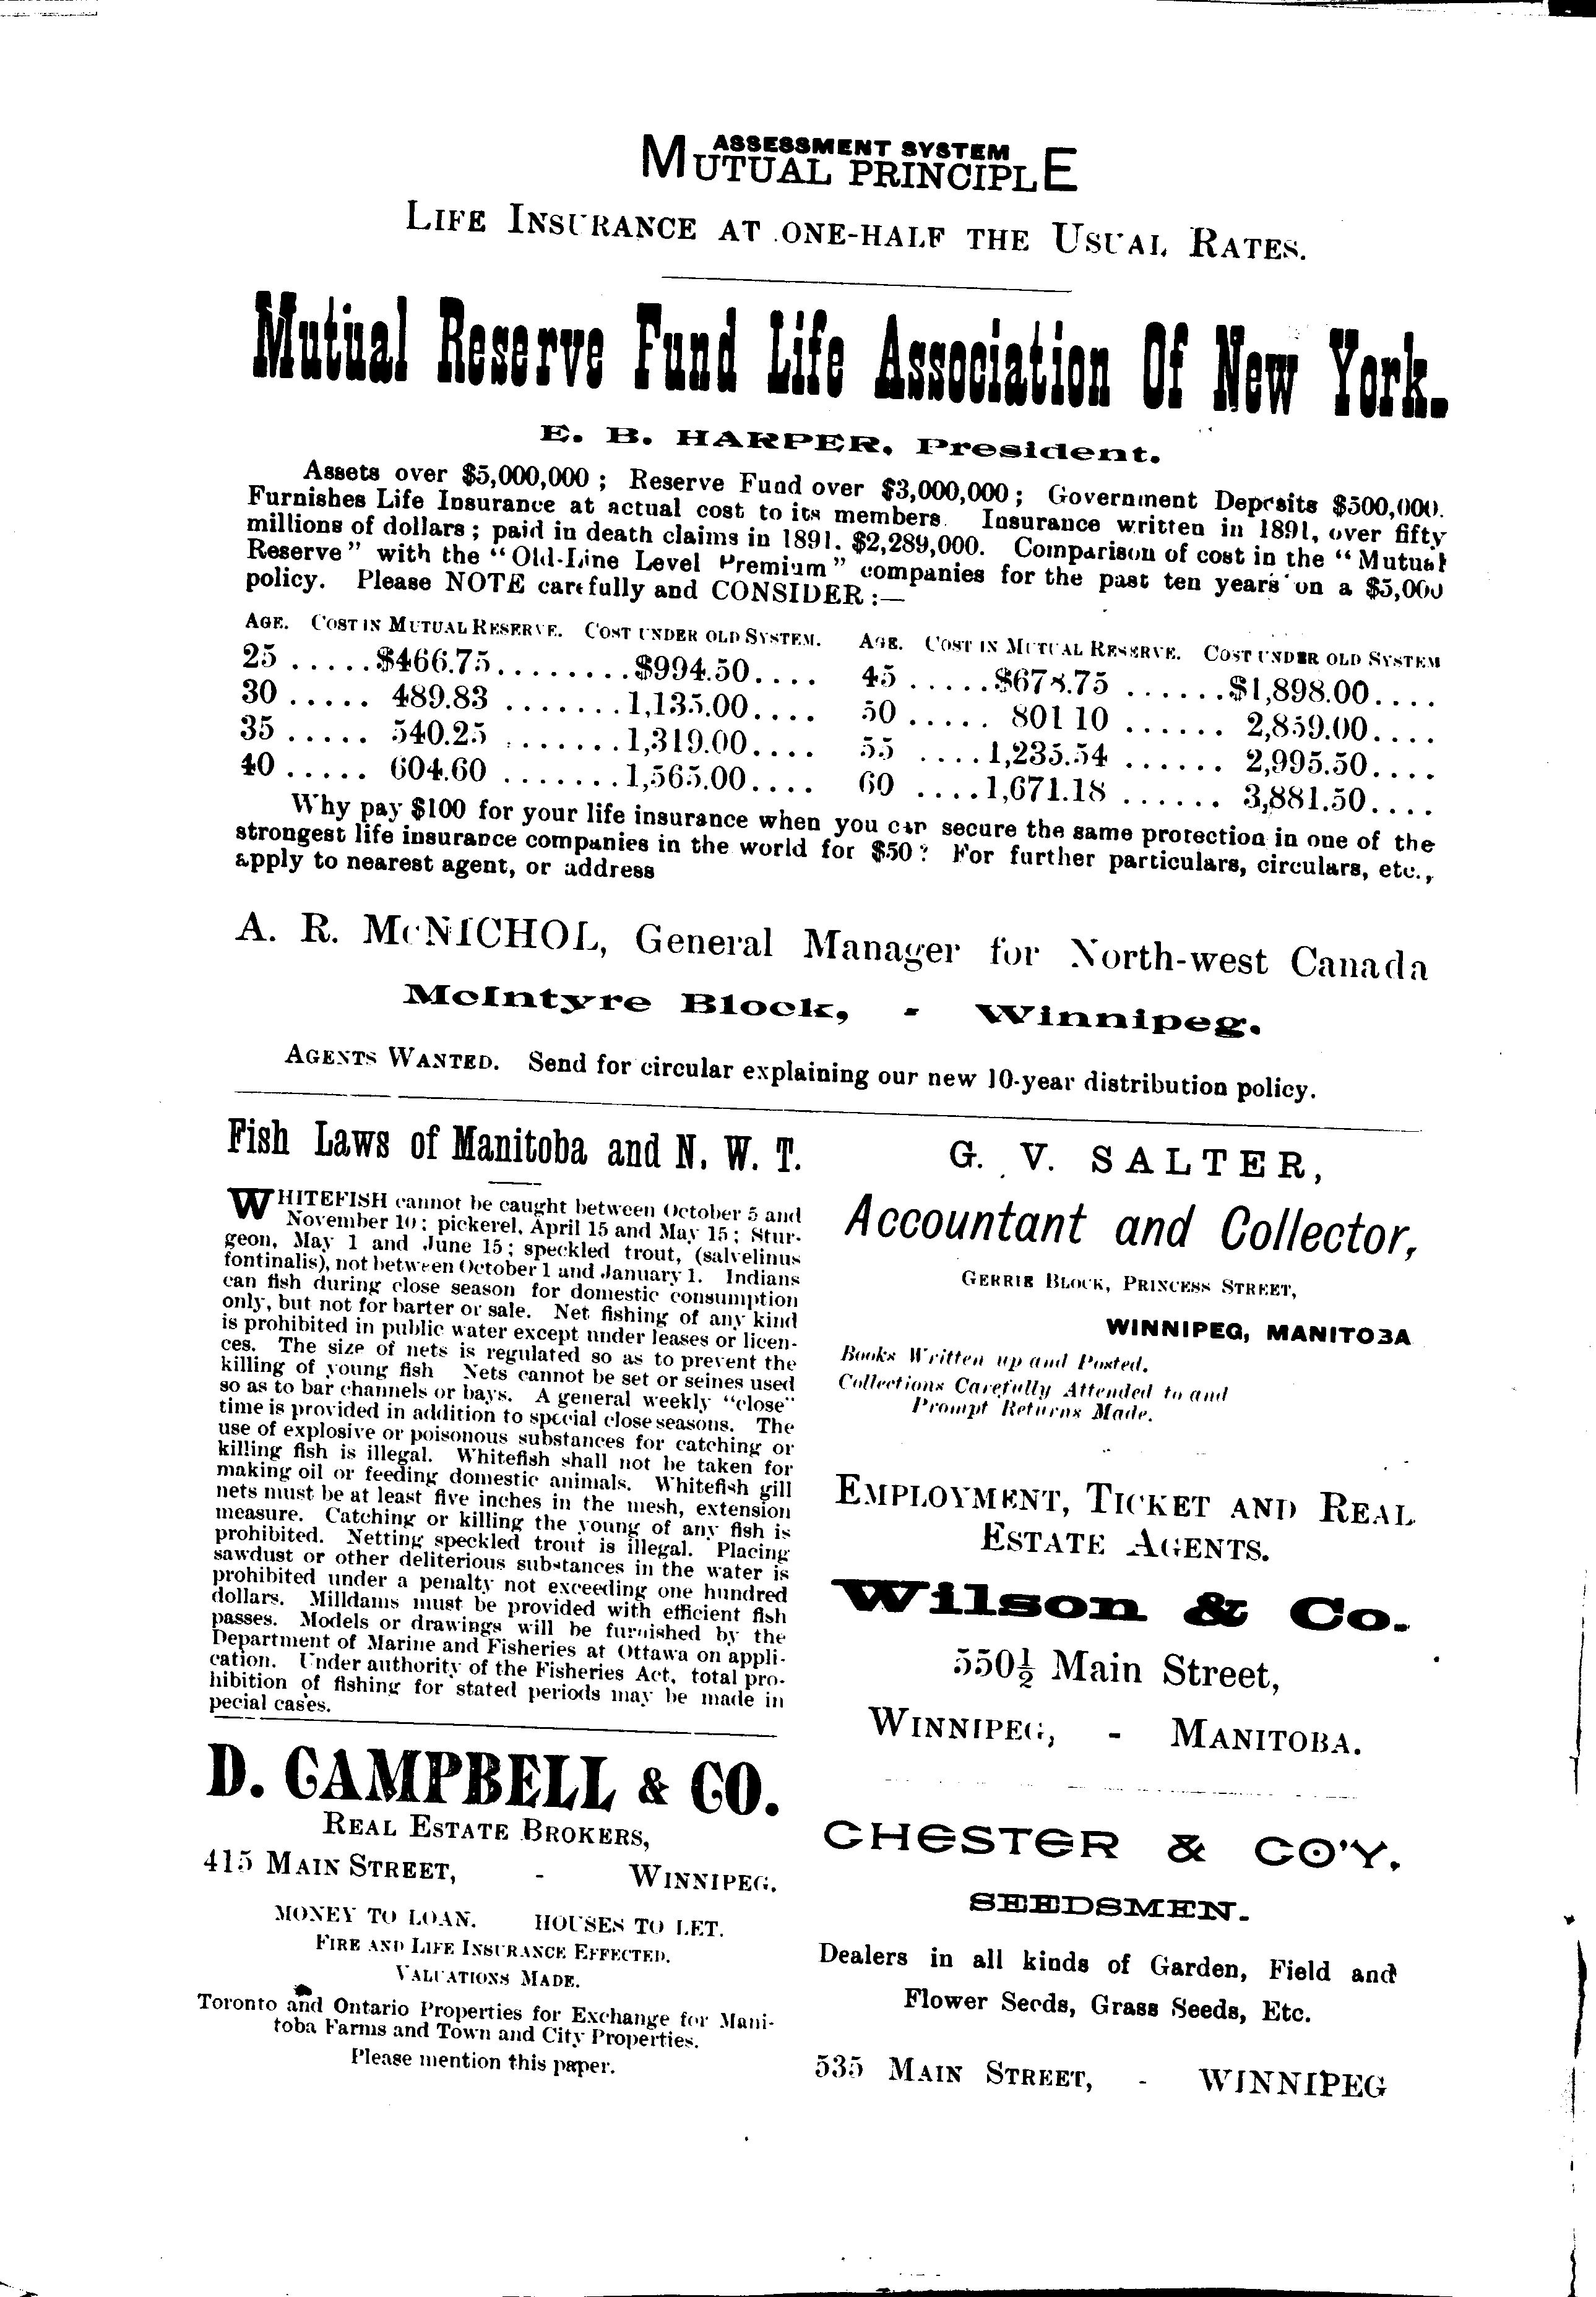 ASSESSMENT SYSTEM
MUTUAL PRINCIPLE
LIFE INSURANCE AT ONE-HALF THE USUAL RATES.
Mutual Reserve Fund Life Association Of New York.
E. B. HARPER, President.
Assets over $5,000,000 ; Reserve Fund over $3,000,000 ; Government Deposits $500,000.
Furnishes Life Insurance at actual cost to its members. Insurance written in 1891, over fifty
millions of dollars ; paid in death claims in 1891. $2,289,000. Comparison of cost in the "Mutual
Reserve" with the "Old-Line Level Premium" companies for the past ten years on a $5,000
policy. Please NOTE carefully and CONSIDER :—
AGE. COST IN MUTUAL RESERVE. COST UNDER OLD SYSTEM. AGE. COST IN MUTUAL RESERVE. COST UNDER OLD SYSTEM
25 .....$466.75........$994.50.... 45 .....$678.75 ......$1,898.00....
30 ..... 489.83 .......1,135.00.... 50 ..... 801 10 ...... 2,859.00....
35 ..... 540.25 .......1,319.00.... 55 ....1,235.54 ...... 2,995.50....
40 ..... 604.60 .......1,565.00.... 60 ....1,671.18 ...... 3,881.50....
Why pay $100 for your life insurance when you can secure the same protection in one of the
strongest life insurance companies in the world for $50? For further particulars, circulars, etc.,
apply to nearest agent, or address
A. R. McNICHOL, General Manager for North-west Canada
McIntyre Block, - Winnipeg.
AGENTS WANTED. Send for circular explaining our new 10-year distribution policy.
Fish Laws of Manitoba and N. W. T.
WHITEFISH cannot be caught between October 5 and
November 10; pickerel, April 15 and May 15; Stur-
geon, May 1 and June 15; speckled trout, (salvelinus
fontinalis), not between October 1 and January 1. Indians
can fish during close season for domestic consumption
only, but not for barter or sale. Net fishing of any kind
is prohibited in public water except under leases or licen-
ces. The size of nets is regulated so as to prevent the
killing of young fish Nets cannot be set or seines used
so as to bar channels or bays. A general weekly "close"
time is provided in addition to special close seasons. The
use of explosive or poisonous substances for catching or
killing fish is illegal. Whitefish shall not be taken for
making oil or feeding domestic animals. Whitefish gill
nets must be at least five inches in the mesh, extension
measure. Catching or killing the young of any fish is
prohibited. Netting speckled trout is illegal. Placing
sawdust or other deliterious substances in the water is
prohibited under a penalty not exceeding one hundred
dollars. Milldams must be provided with efficient fish
passes. Models or drawings will be furnished by the
Department of Marine and Fisheries at Ottawa on appli-
cation. Under authority of the Fisheries Act, total pro-
hibition of fishing for stated periods may be made in
pecial cases.
D. CAMPBELL & CO.
REAL ESTATE BROKERS,
415 MAIN STREET, - WINNIPEG.
MONEY TO LOAN. HOUSES TO LET.
FIRE AND LIFE INSURANCE EFFECTED.
VALUATIONS MADE.
Toronto and Ontario Properties for Exchange for Mani-
toba Farms and Town and City Properties.
Please mention this paper.
G. V. SALTER,
Accountant and Collector,
GERRIE BLOCK, PRINCESS STREET,
WINNIPEG, MANITOBA
Books Written up and Posted.
Collections Carefully Attended to and
Prompt Returns Made.
EMPLOYMENT, TICKET AND REAL
ESTATE AGENTS.
Wilson & Co.
550½ Main Street,
WINNIPEG, - MANITOBA.
CHESTER & CO'Y.
SEEDSMEN.
Dealers in all kinds of Garden, Field and
Flower Seeds, Grass Seeds, Etc.
535 MAIN STREET, - WINNIPEG